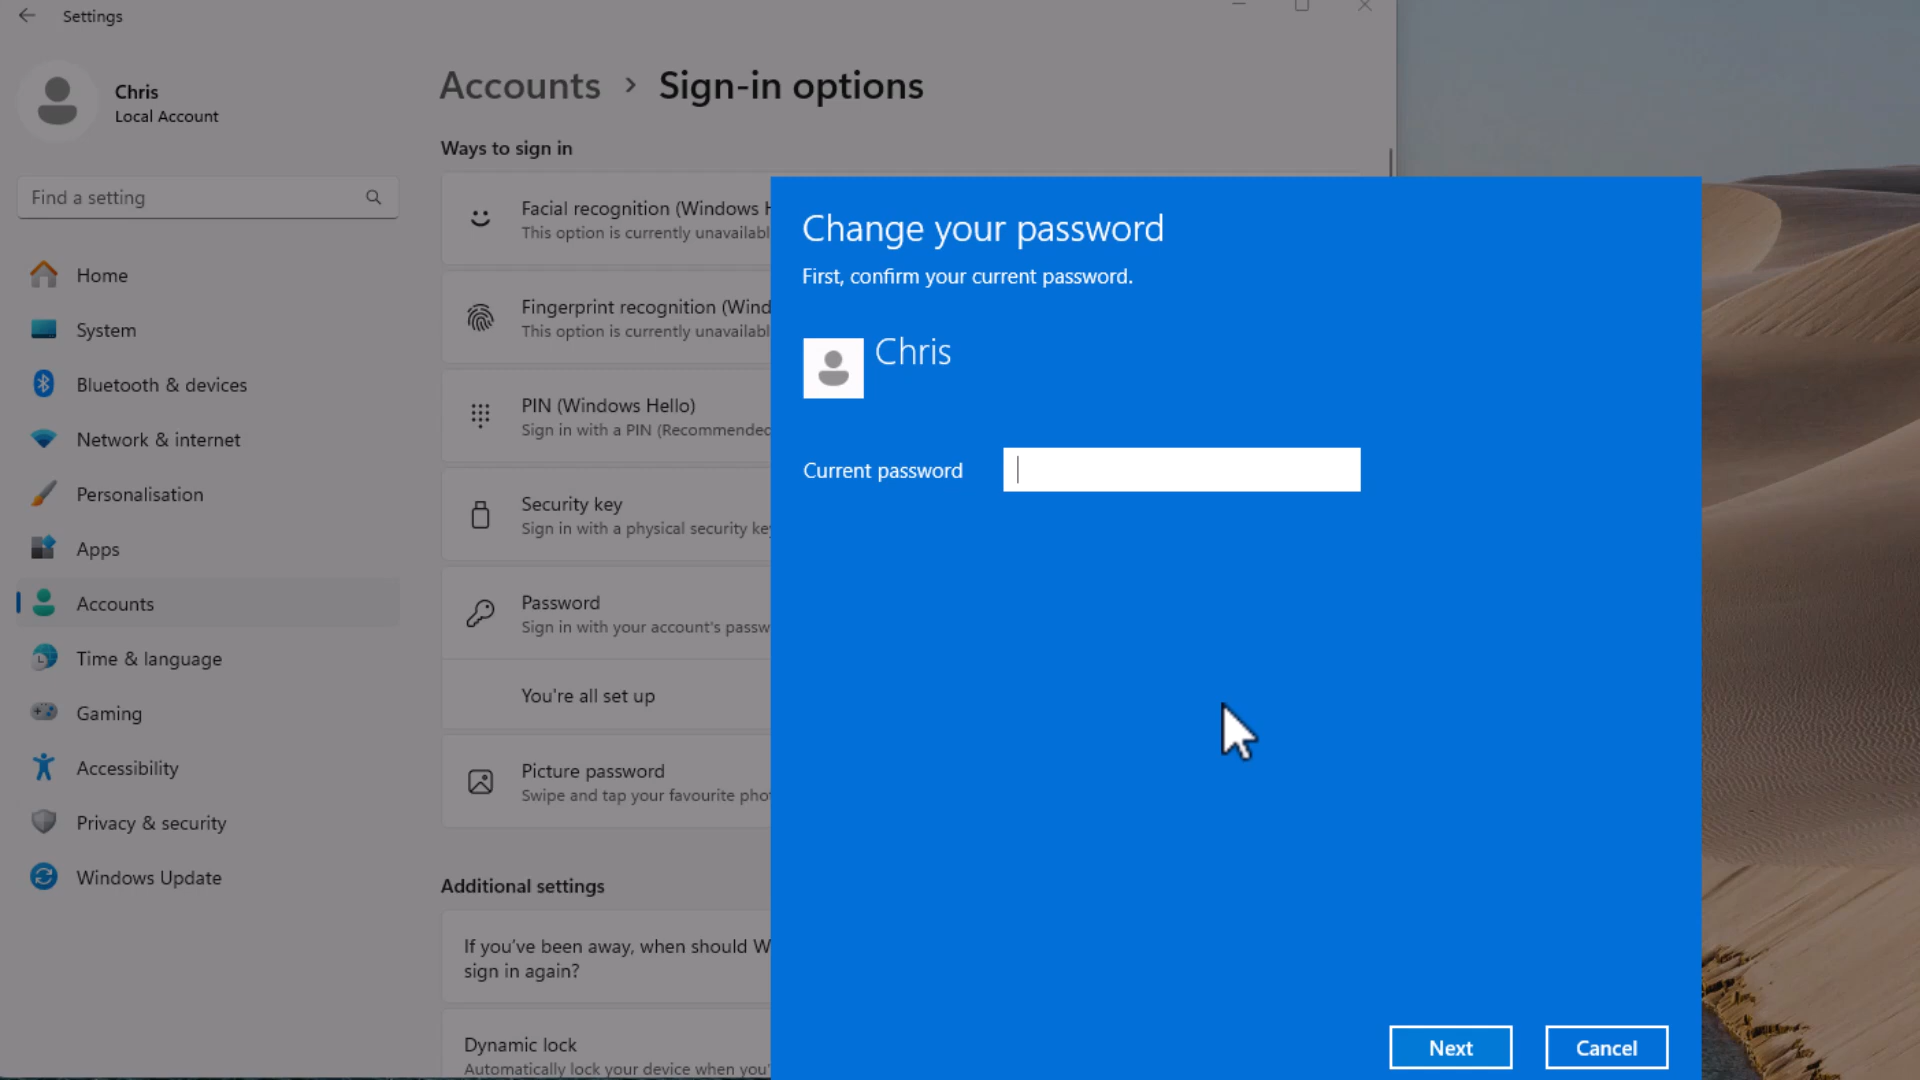 Settings
Chris
Local Account
Find a setting
Home
System
Bluetooth & devices
Network & internet
Personalisation
Apps
Accounts
Time & language
Gaming
Accessibility
Privacy & security
Windows Update
Accounts > Sign-in options
Ways to sign in
Facial recognition (Windows H
This option is currently unavailabl
Fingerprint recognition (Wind
This option is currently unavailabl
PIN (Windows Hello)
Sign in with a PIN (Recommended
Security key
Sign in with a physical security key
Password
Sign in with your account's passw
You're all set up
Picture password
Swipe and tap your favourite pho
Additional settings
If you've been away, when should W
sign in again?
Dynamic lock
Automatically lock your device when you'
Change your password
First, confirm your current password.
Chris
Current password
Next
Cancel